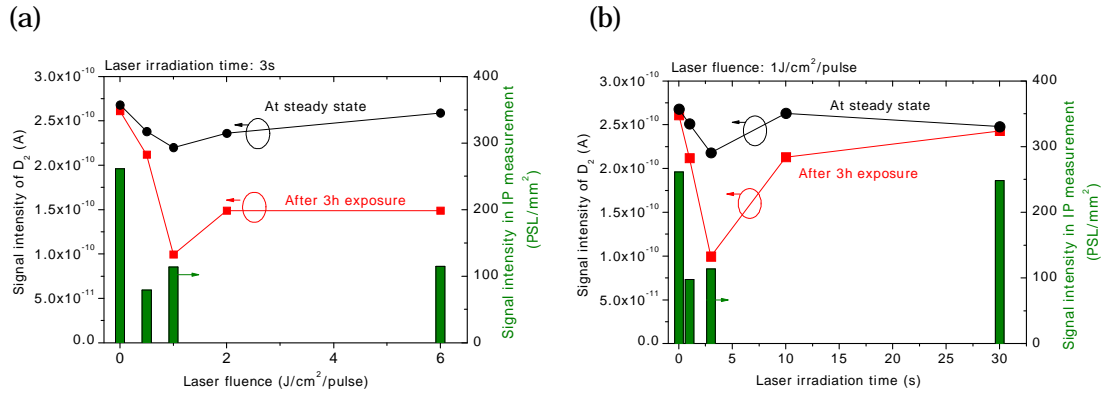 (a)
Laser irradiation time: 3s
3.0x10⁻¹⁰
2.5x10⁻¹⁰
2.0x10⁻¹⁰
1.5x10⁻¹⁰
1.0x10⁻¹⁰
5.0x10⁻¹¹
0.0
Signal intensity of D₂ (A)
At steady state
After 3h exposure
400
300
200
100
0
Signal intensity in IP measurement
(PSL/mm²)
0 2 4 6
Laser fluence (J/cm²/pulse)
(b)
Laser fluence: 1J/cm²/pulse
3.0x10⁻¹⁰
2.5x10⁻¹⁰
2.0x10⁻¹⁰
1.5x10⁻¹⁰
1.0x10⁻¹⁰
5.0x10⁻¹¹
0.0
Signal intensity of D₂ (A)
At steady state
After 3h exposure
400
300
200
100
0
Signal intensity in IP measurement
(PSL/mm²)
0 5 10 15 20 25 30
Laser irradiation time (s)